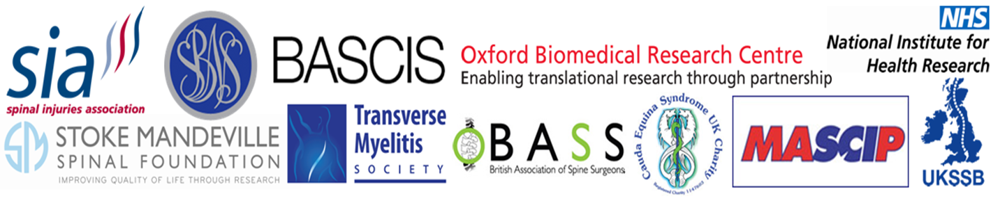 sia
spinal injuries association
SBNS
BASCIS
Oxford Biomedical Research Centre
Enabling translational research through partnership
NHS
National Institute for
Health Research
SM
STOKE MANDEVILLE
SPINAL FOUNDATION
IMPROVING QUALITY OF LIFE THROUGH RESEARCH
Transverse
Myelitis
SOCIETY
BASS
British Association of Spine Surgeons
Cauda Equina Syndrome UK Charity
Registered Charity 1147603
MASCIP
UKSSB